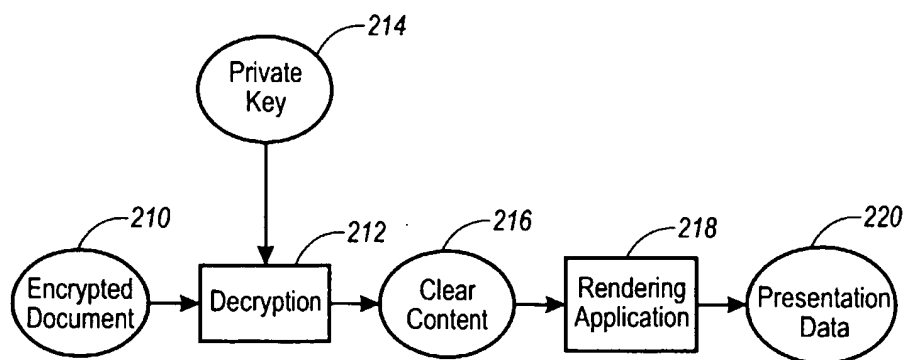 214
Private
Key
210
212
216
218
220
Encrypted
Document
Decryption
Clear
Content
Rendering
Application
Presentation
Data